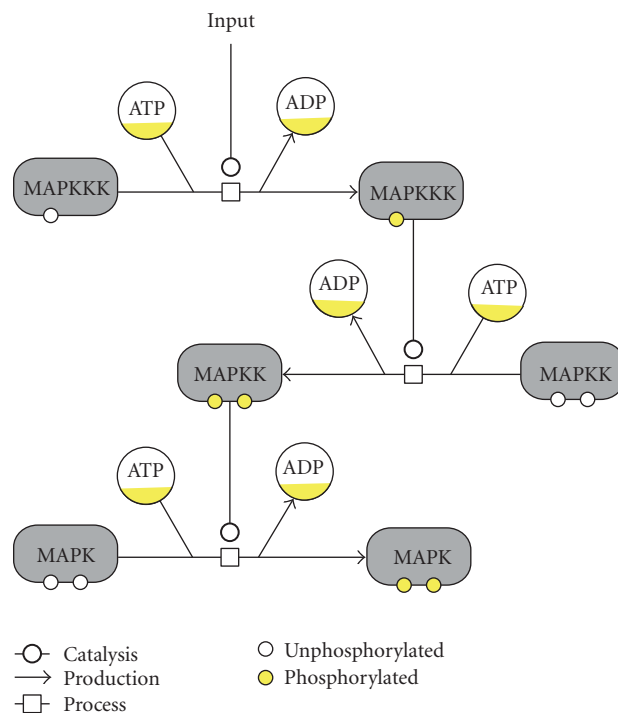 Input
ATP
ADP
MAPKKK
MAPKKK
ADP
ATP
MAPKK
MAPKK
ATP
ADP
MAPK
MAPK
Catalysis
Production
Process
Unphosphorylated
Phosphorylated